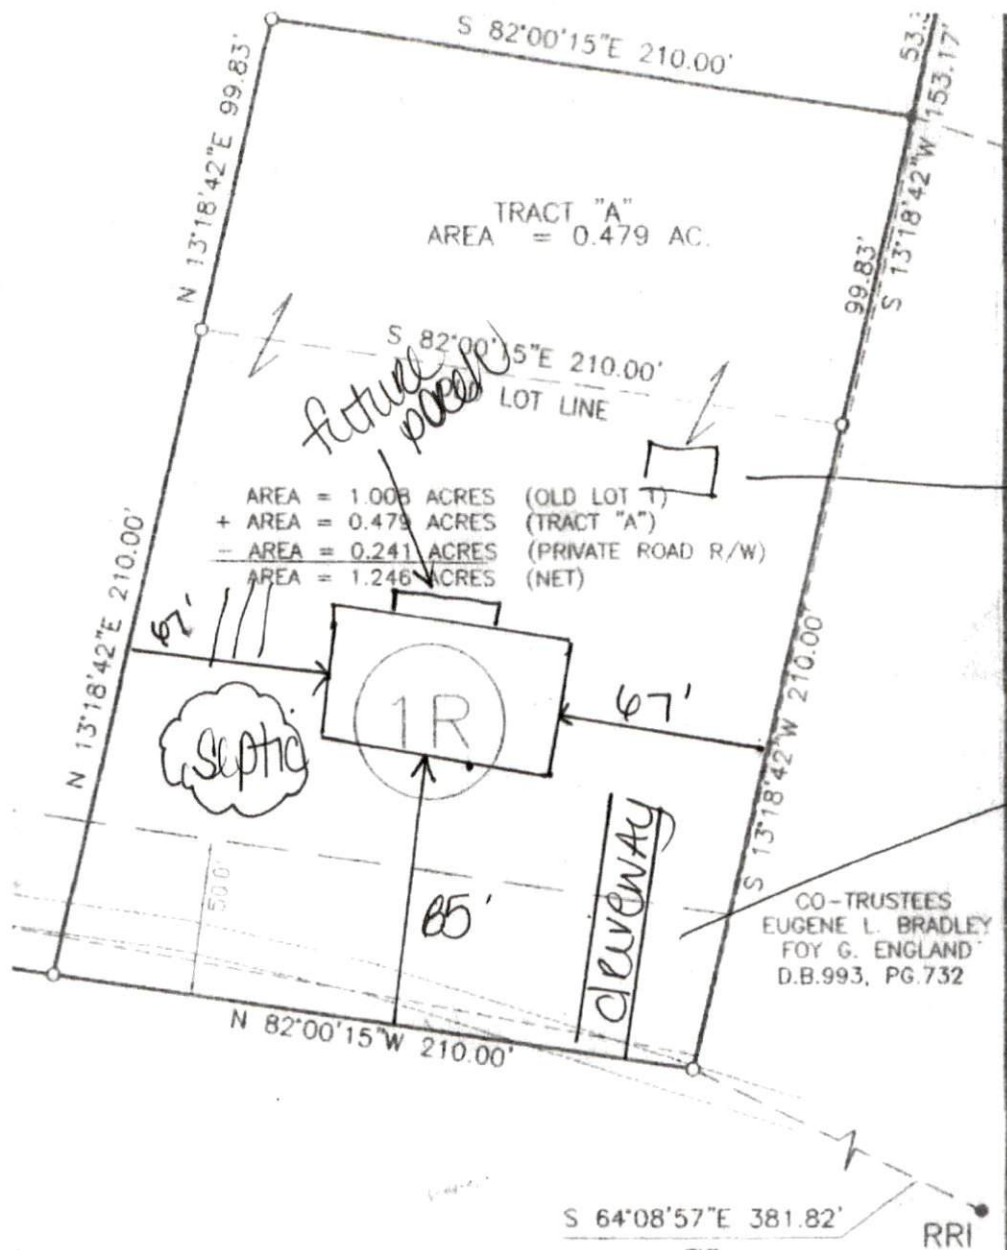 S 82°00'15"E 210.00'
53.3
S 13°18'42"W 153.17'
N 13°18'42"E 99.83'
TRACT "A"
AREA = 0.479 AC.
99.83'
S 82°00'15"E 210.00'
LOT LINE
future
porch
AREA = 1.008 ACRES (OLD LOT 1)
+ AREA = 0.479 ACRES (TRACT "A")
- AREA = 0.241 ACRES (PRIVATE ROAD R/W)
AREA = 1.246 ACRES (NET)
N 13°18'42"E 210.00'
67'
1R
67'
S 13°18'42"W 210.00'
Septic
driveway
50.0'
85'
CO-TRUSTEES
EUGENE L. BRADLEY
FOY G. ENGLAND
D.B.993, PG.732
N 82°00'15"W 210.00'
S 64°08'57"E 381.82'
RRI